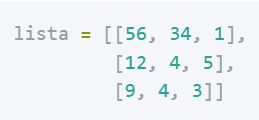 lista = [[56, 34, 1],
[12, 4, 5],
[9, 4, 3]]